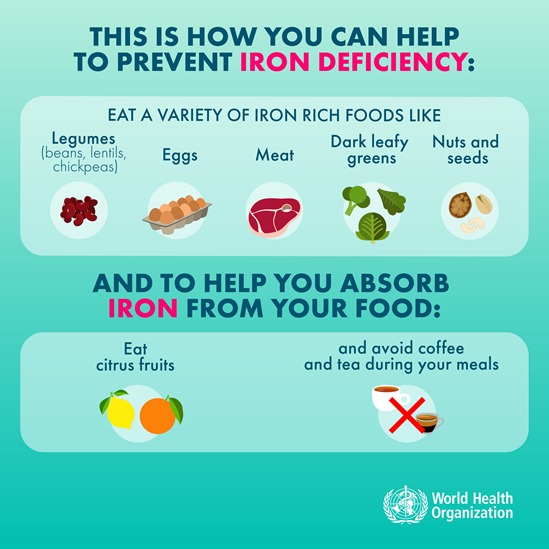 THIS IS HOW YOU CAN HELP
TO PREVENT IRON DEFICIENCY:
EAT A VARIETY OF IRON RICH FOODS LIKE
Legumes
(beans, lentils,
chickpeas)
Eggs
Meat
Dark leafy
greens
Nuts and
seeds
AND TO HELP YOU ABSORB
IRON FROM YOUR FOOD:
Eat
citrus fruits
and avoid coffee
and tea during your meals
World Health
Organization